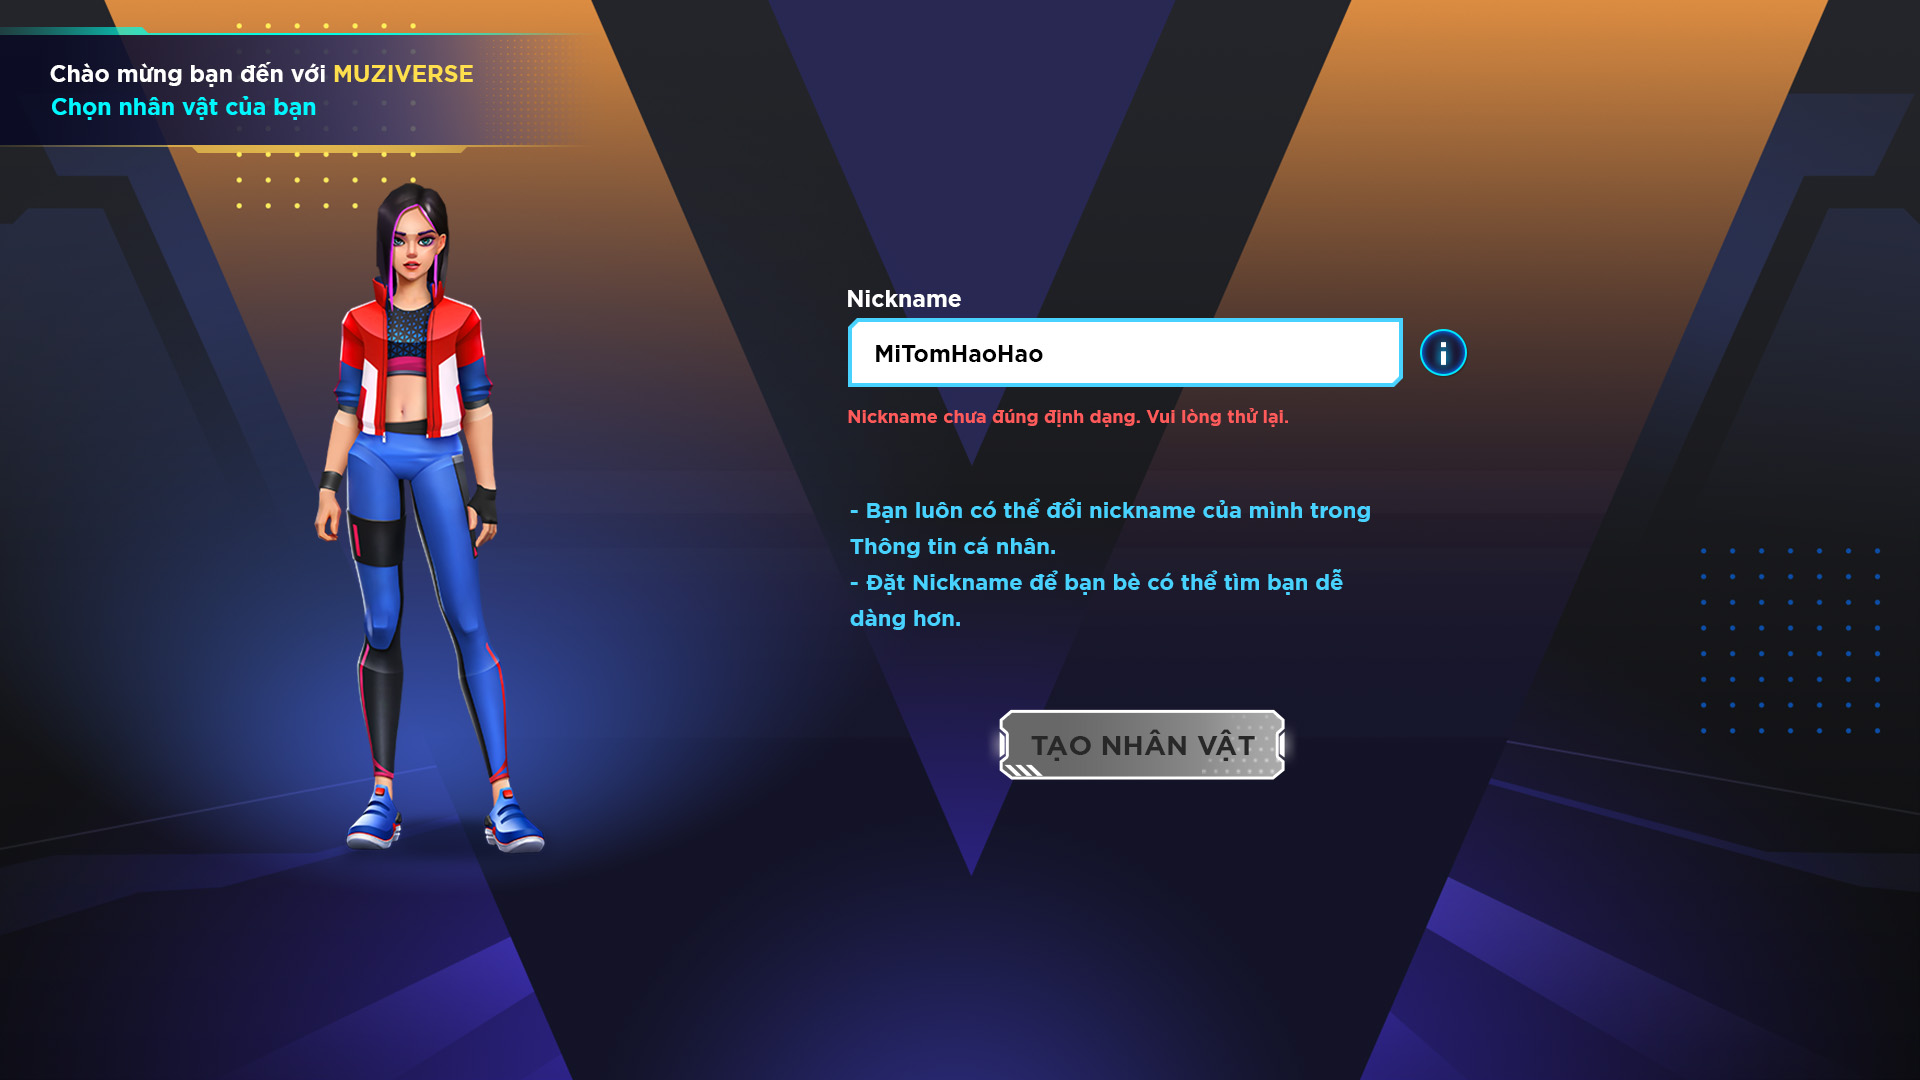 Chào mừng bạn đến với MUZIVERSE
Chọn nhân vật của bạn
Nickname
MiTomHaoHao
Nickname chưa đúng định dạng. Vui lòng thử lại.
- Bạn luôn có thể đổi nickname của mình trong
Thông tin cá nhân.
- Đặt Nickname để bạn bè có thể tìm bạn dễ
dàng hơn.
TẠO NHÂN VẬT